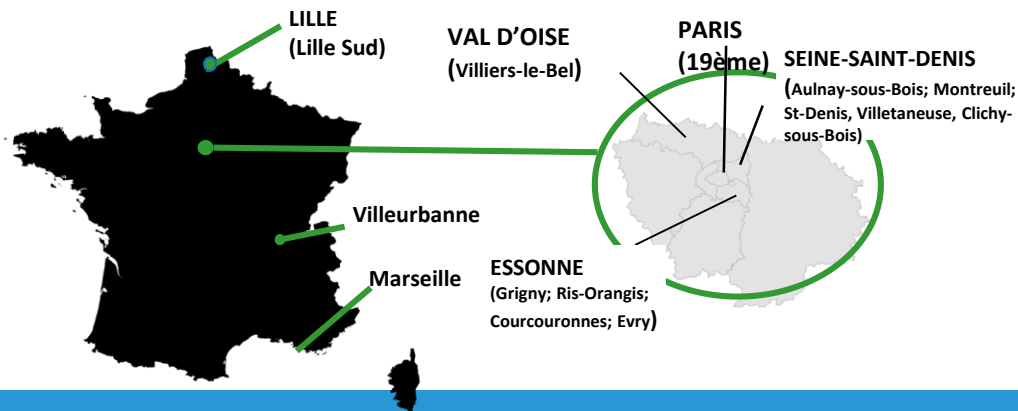 LILLE
(Lille Sud)
VAL D’OISE
(Villiers-le-Bel)
PARIS
(19ème)
SEINE-SAINT-DENIS
(Aulnay-sous-Bois; Montreuil;
St-Denis, Villetaneuse, Clichy-
sous-Bois)
Villeurbanne
Marseille
ESSONNE
(Grigny; Ris-Orangis;
Courcouronnes; Evry)